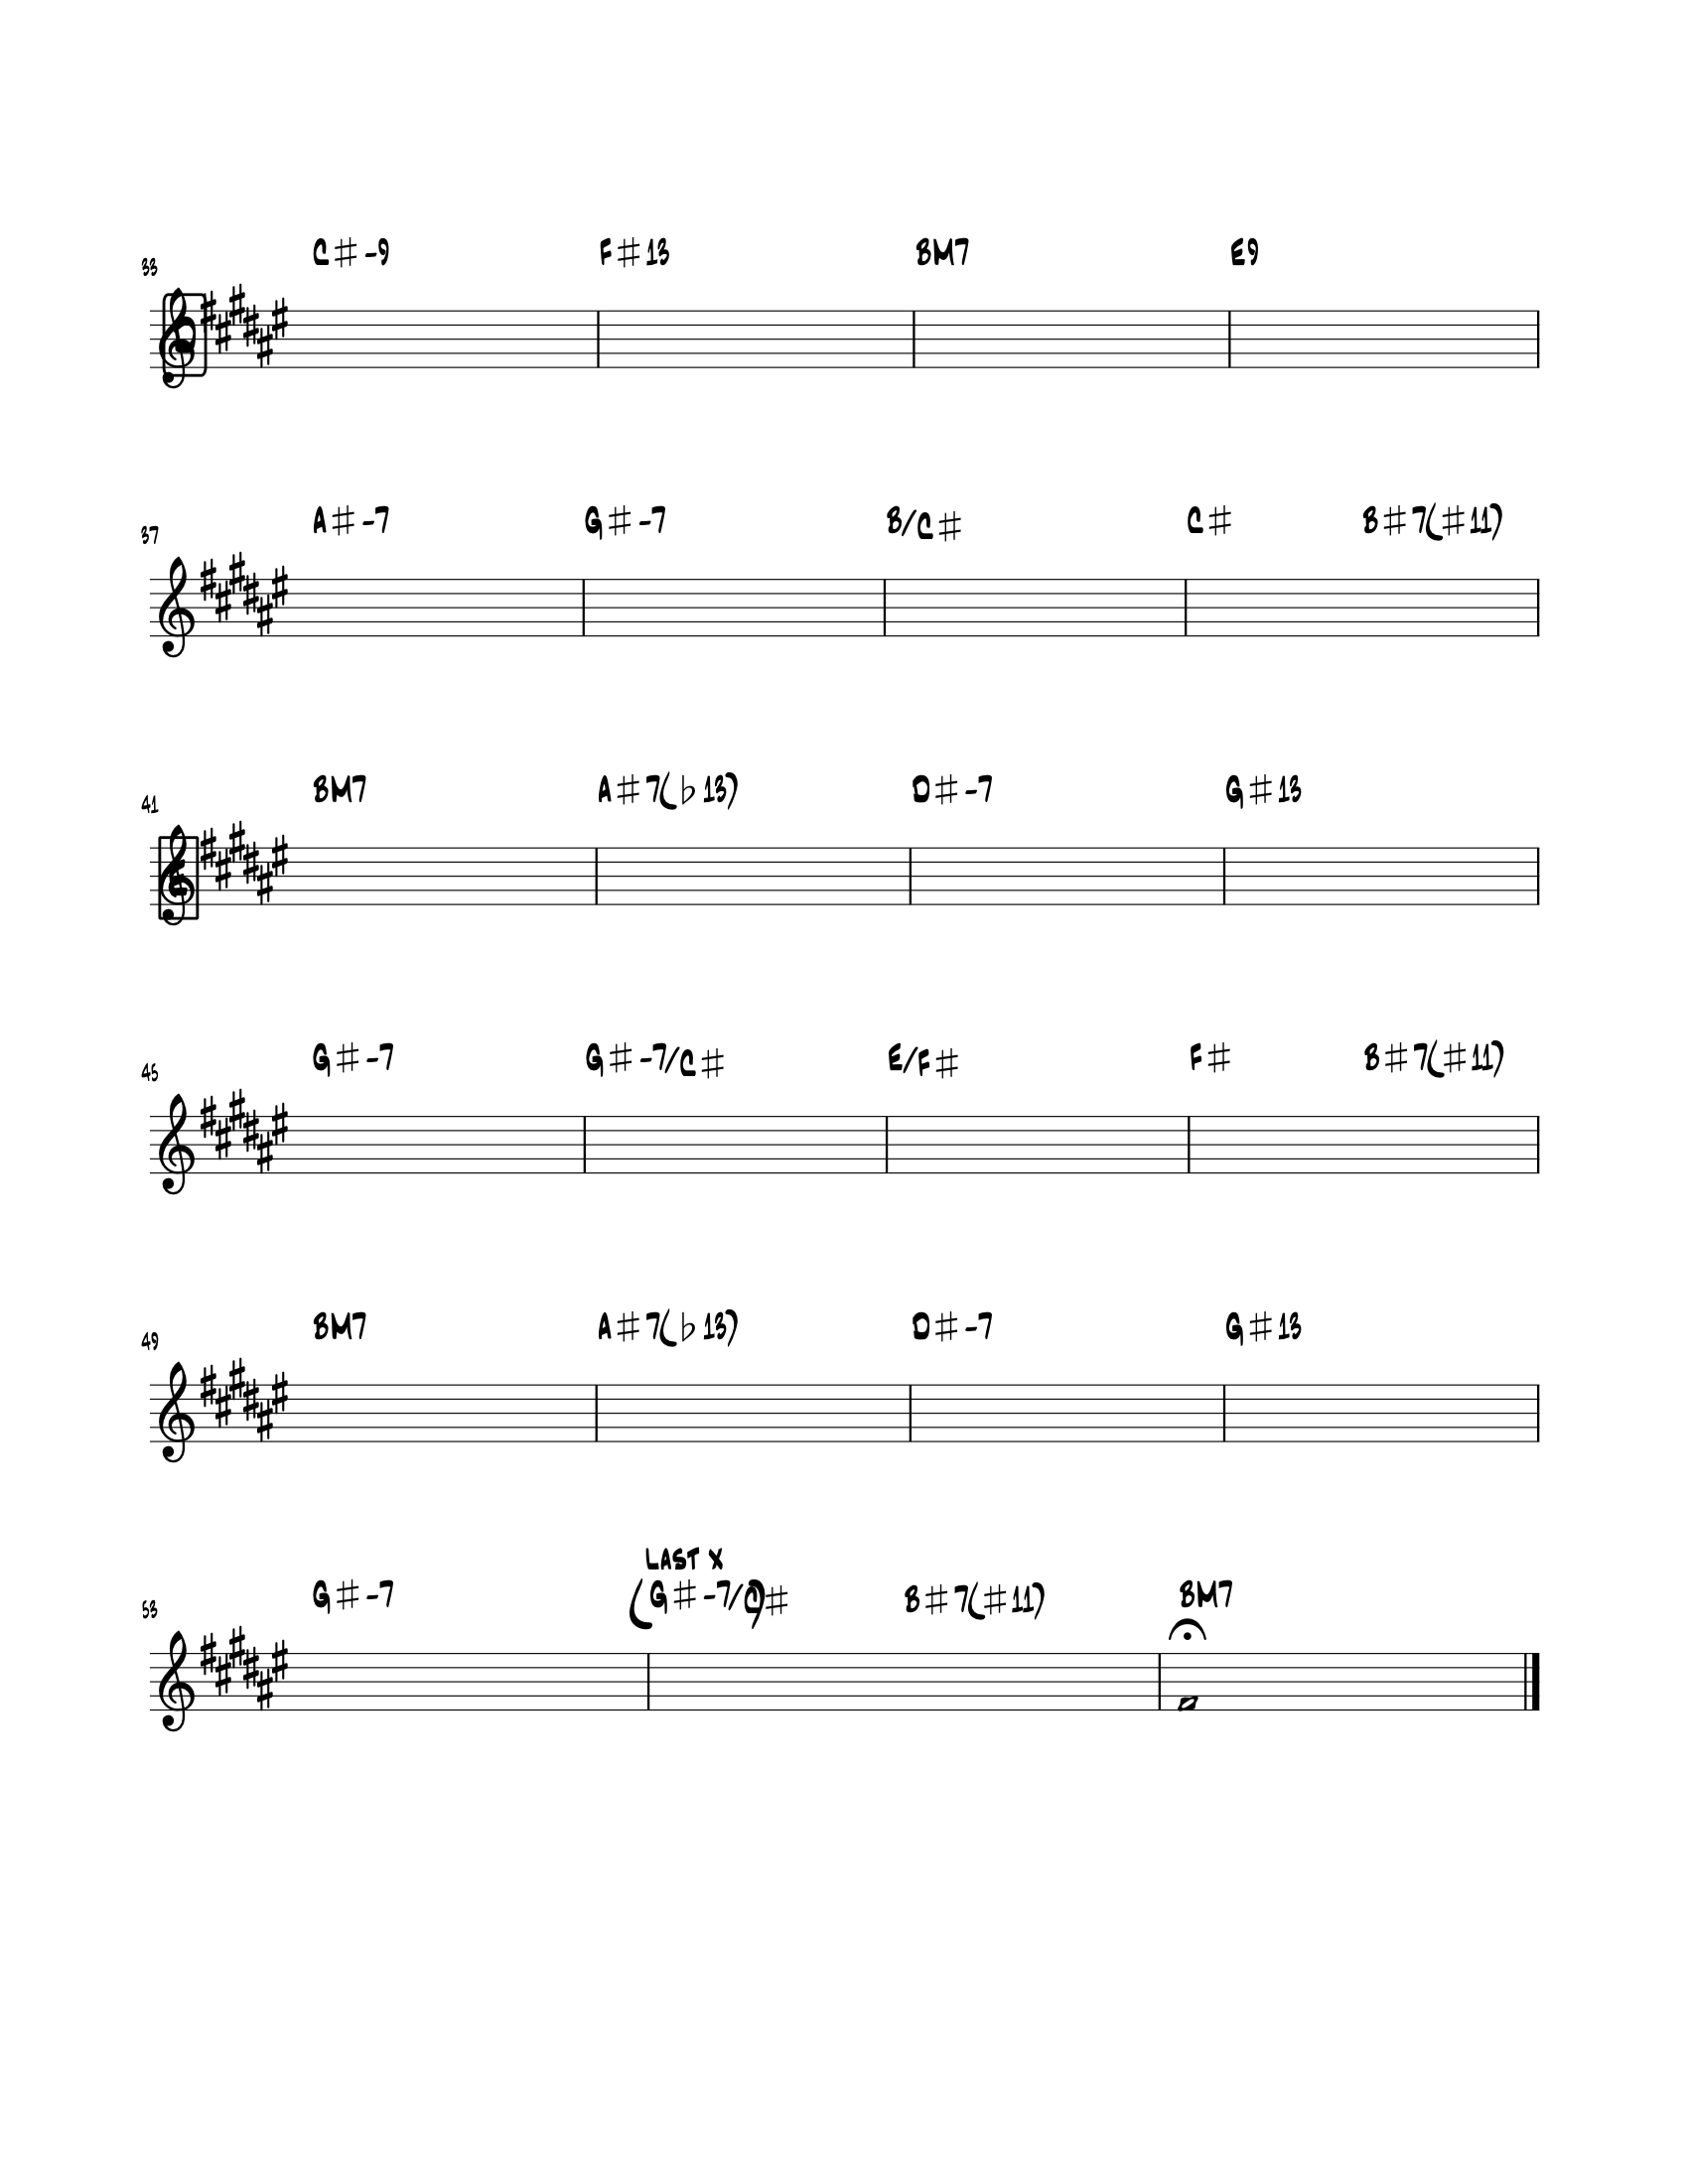 33 C♯-9 F♯13 BM7 E9
37 A♯-7 G♯-7 B/C♯ C♯ B♯7(♯11)
41 BM7 A♯7(♭13) D♯-7 G♯13
45 G♯-7 G♯-7/C♯ E/F♯ F♯ B♯7(♯11)
49 BM7 A♯7(♭13) D♯-7 G♯13
LAST X
53 G♯-7 (G♯-7/C♯) B♯7(♯11) BM7